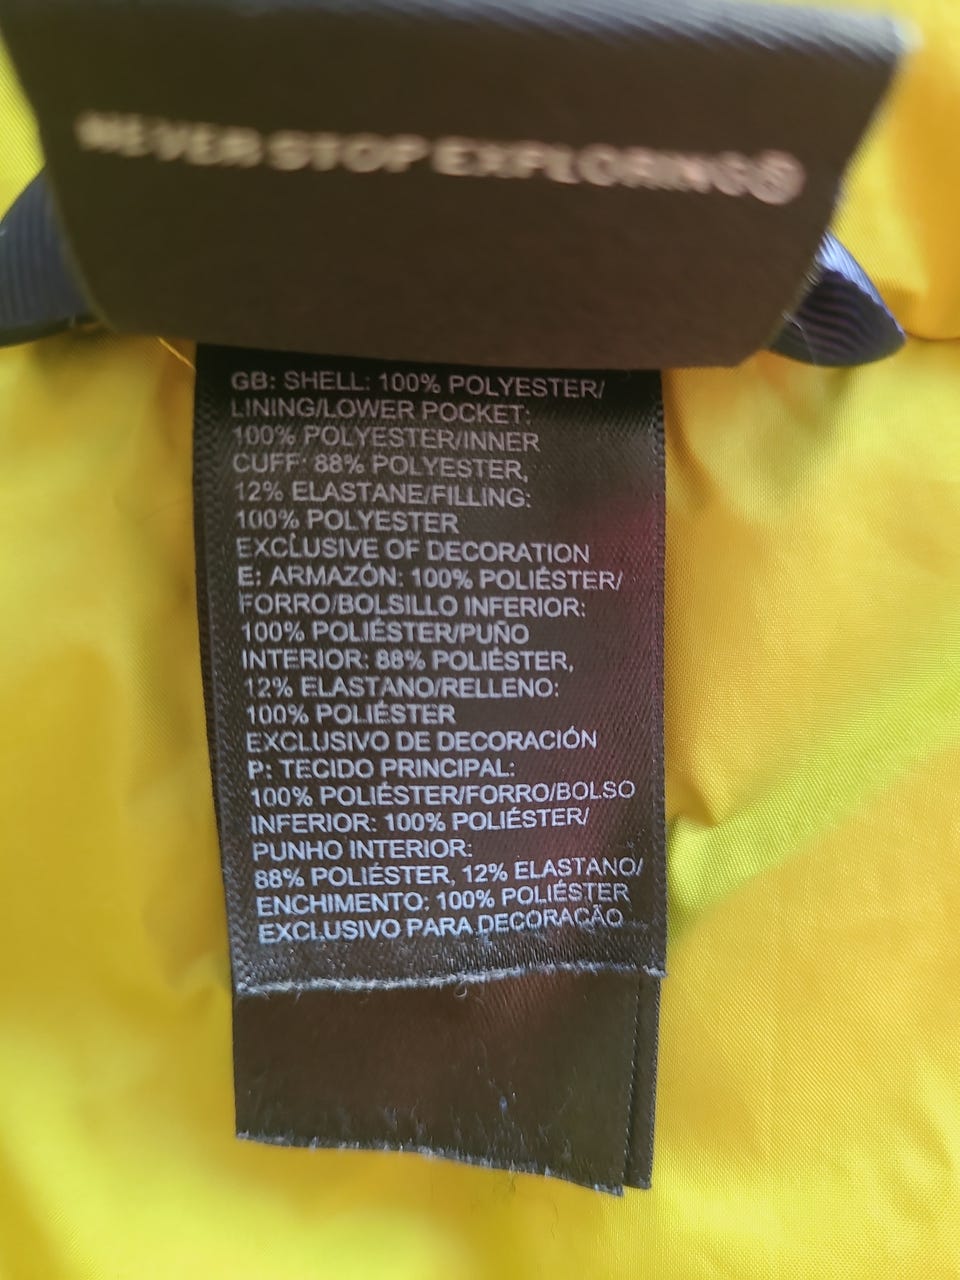 NEVER STOP EXPLORING®
GB: SHELL: 100% POLYESTER/
LINING/LOWER POCKET:
100% POLYESTER/INNER
CUFF: 88% POLYESTER,
12% ELASTANE/FILLING:
100% POLYESTER
EXCLUSIVE OF DECORATION
E: ARMAZÓN: 100% POLIÉSTER/
FORRO/BOLSILLO INFERIOR:
100% POLIÉSTER/PUÑO
INTERIOR: 88% POLIÉSTER,
12% ELASTANO/RELLENO:
100% POLIÉSTER
EXCLUSIVO DE DECORACIÓN
P: TECIDO PRINCIPAL:
100% POLIÉSTER/FORRO/BOLSO
INFERIOR: 100% POLIÉSTER/
PUNHO INTERIOR:
88% POLIÉSTER, 12% ELASTANO/
ENCHIMENTO: 100% POLIÉSTER
EXCLUSIVO PARA DECORAÇÃO